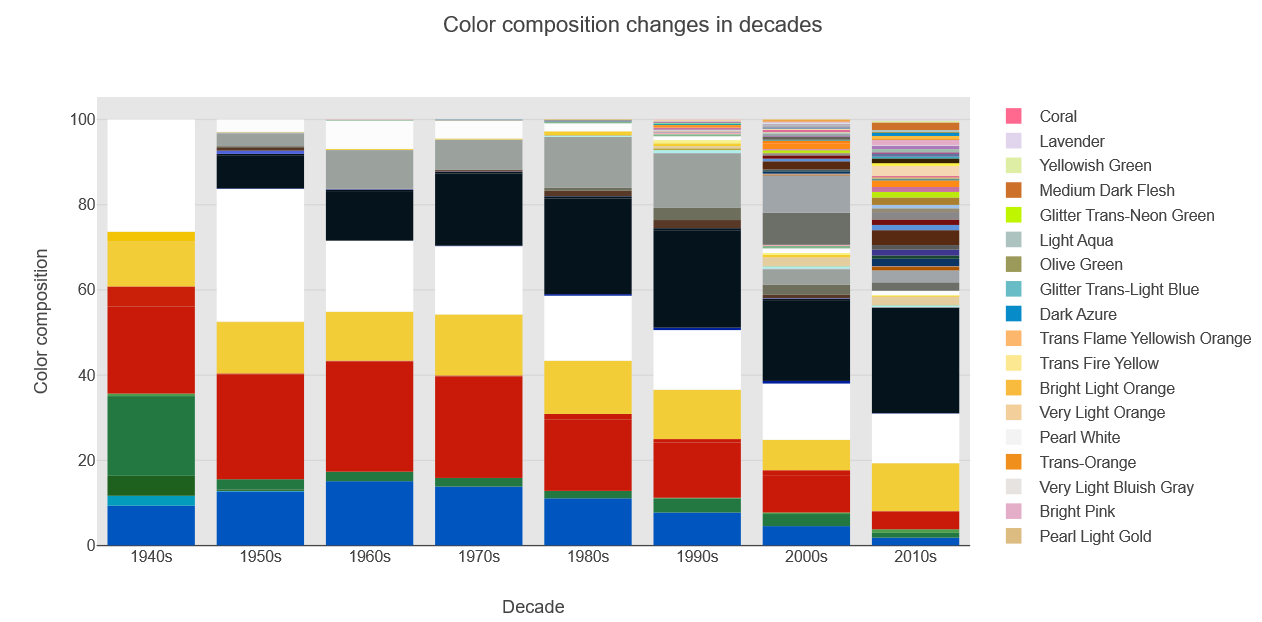 Color composition changes in decades
Color composition
100
80
60
40
20
0
1940s 1950s 1960s 1970s 1980s 1990s 2000s 2010s
Decade
Coral
Lavender
Yellowish Green
Medium Dark Flesh
Glitter Trans-Neon Green
Light Aqua
Olive Green
Glitter Trans-Light Blue
Dark Azure
Trans Flame Yellowish Orange
Trans Fire Yellow
Bright Light Orange
Very Light Orange
Pearl White
Trans-Orange
Very Light Bluish Gray
Bright Pink
Pearl Light Gold